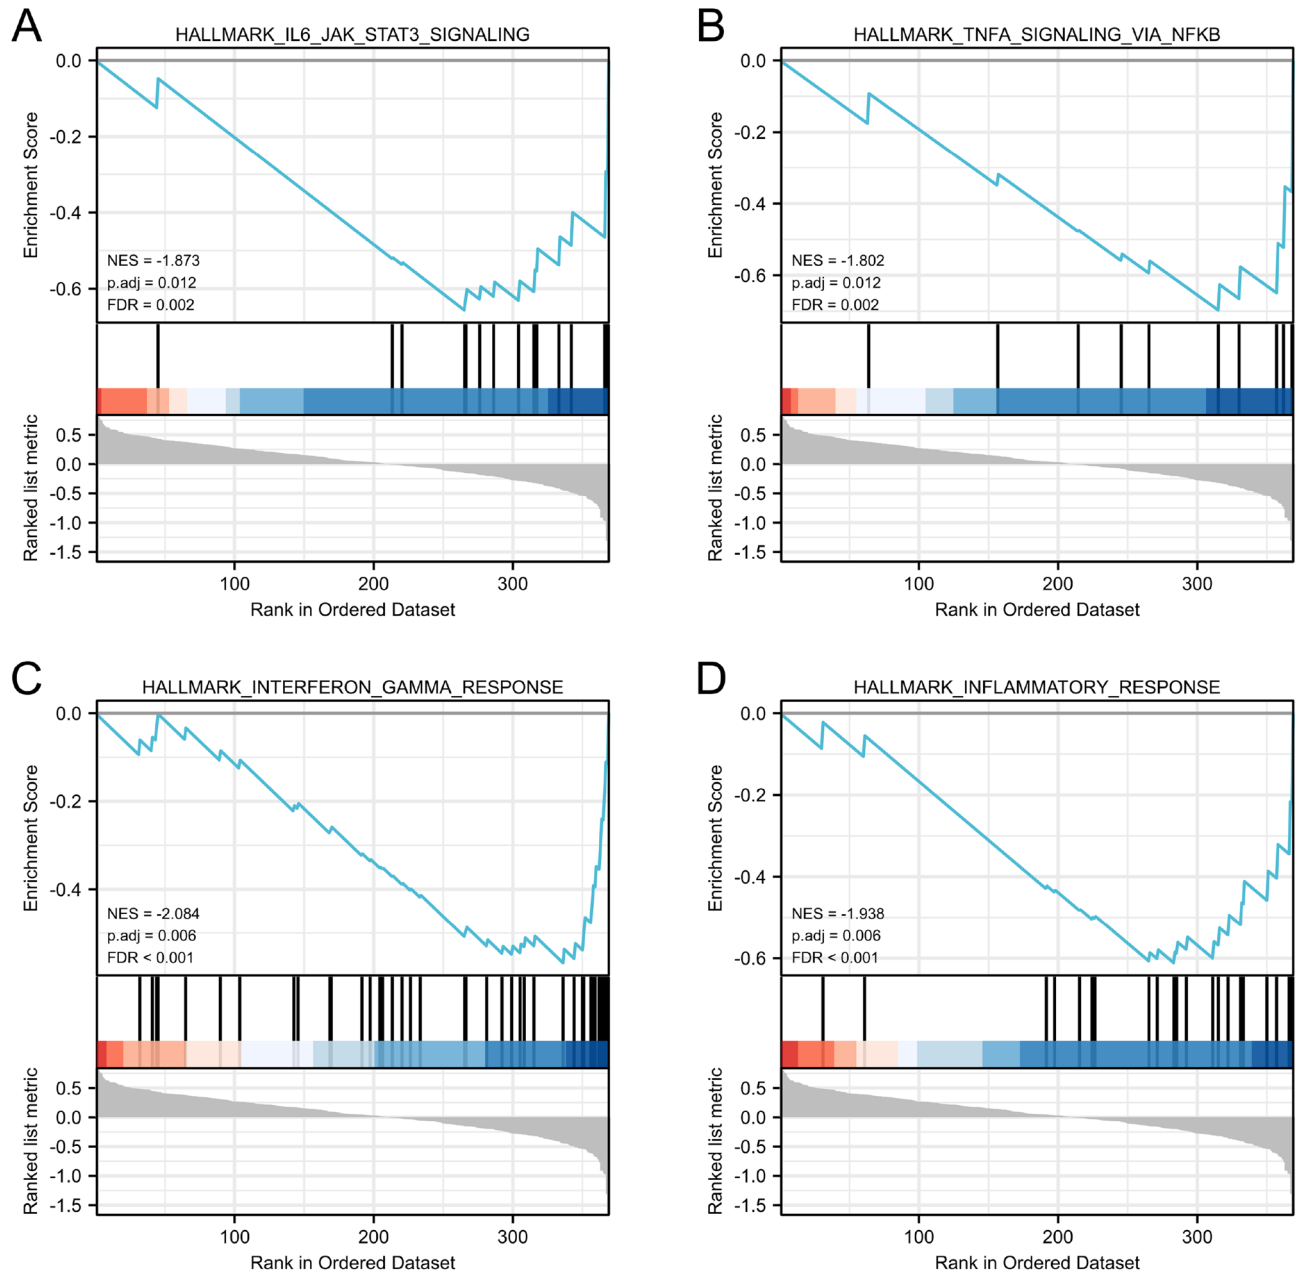 A
HALLMARK_IL6_JAK_STAT3_SIGNALING
Enrichment Score
0.0
-0.2
-0.4
-0.6
NES = -1.873
p.adj = 0.012
FDR = 0.002
Ranked list metric
0.5
0.0
-0.5
-1.0
-1.5
100 200 300
Rank in Ordered Dataset
B
HALLMARK_TNFA_SIGNALING_VIA_NFKB
Enrichment Score
0.0
-0.2
-0.4
-0.6
NES = -1.802
p.adj = 0.012
FDR = 0.002
Ranked list metric
0.5
0.0
-0.5
-1.0
-1.5
100 200 300
Rank in Ordered Dataset
C
HALLMARK_INTERFERON_GAMMA_RESPONSE
Enrichment Score
0.0
-0.2
-0.4
NES = -2.084
p.adj = 0.006
FDR < 0.001
Ranked list metric
0.5
0.0
-0.5
-1.0
-1.5
100 200 300
Rank in Ordered Dataset
D
HALLMARK_INFLAMMATORY_RESPONSE
Enrichment Score
0.0
-0.2
-0.4
-0.6
NES = -1.938
p.adj = 0.006
FDR < 0.001
Ranked list metric
0.5
0.0
-0.5
-1.0
-1.5
100 200 300
Rank in Ordered Dataset